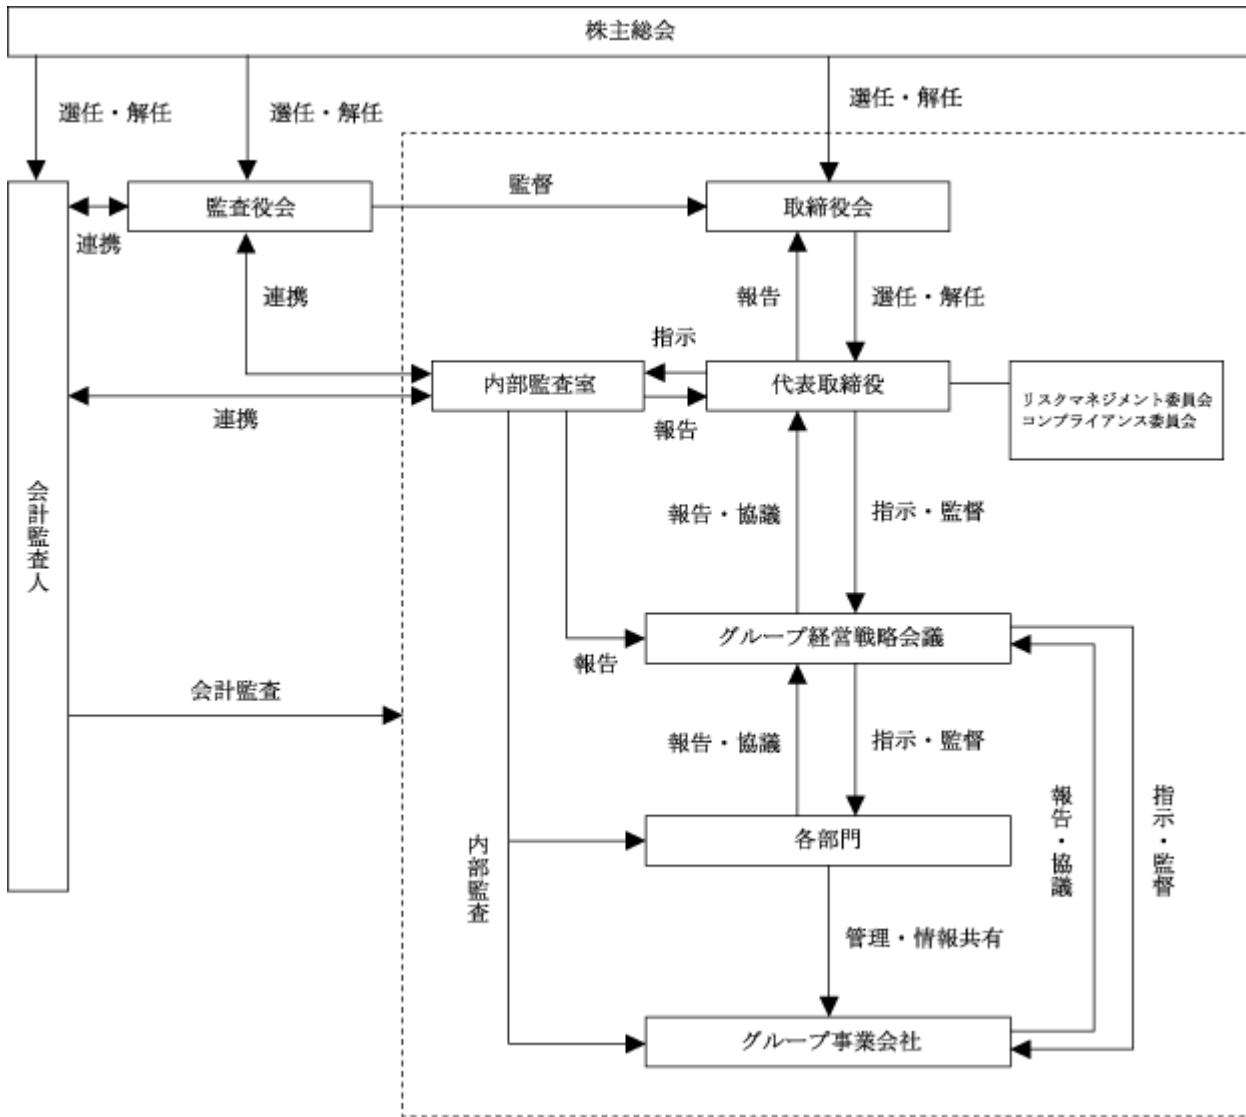 株主総会
選任・解任
選任・解任
選任・解任
監査役会
監督
取締役会
連携
連携
報告
選任・解任
指示
内部監査室
代表取締役
リスクマネジメント委員会
コンプライアンス委員会
連携
報告
会計監査人
報告・協議
指示・監督
グループ経営戦略会議
報告
会計監査
報告・協議
指示・監督
報告・協議
指示・監督
各部門
内部監査
管理・情報共有
グループ事業会社